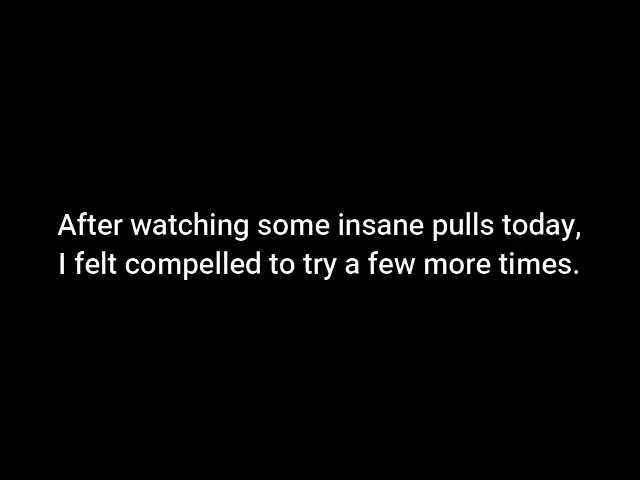 After watching some insane pulls today,
I felt compelled to try a few more times.